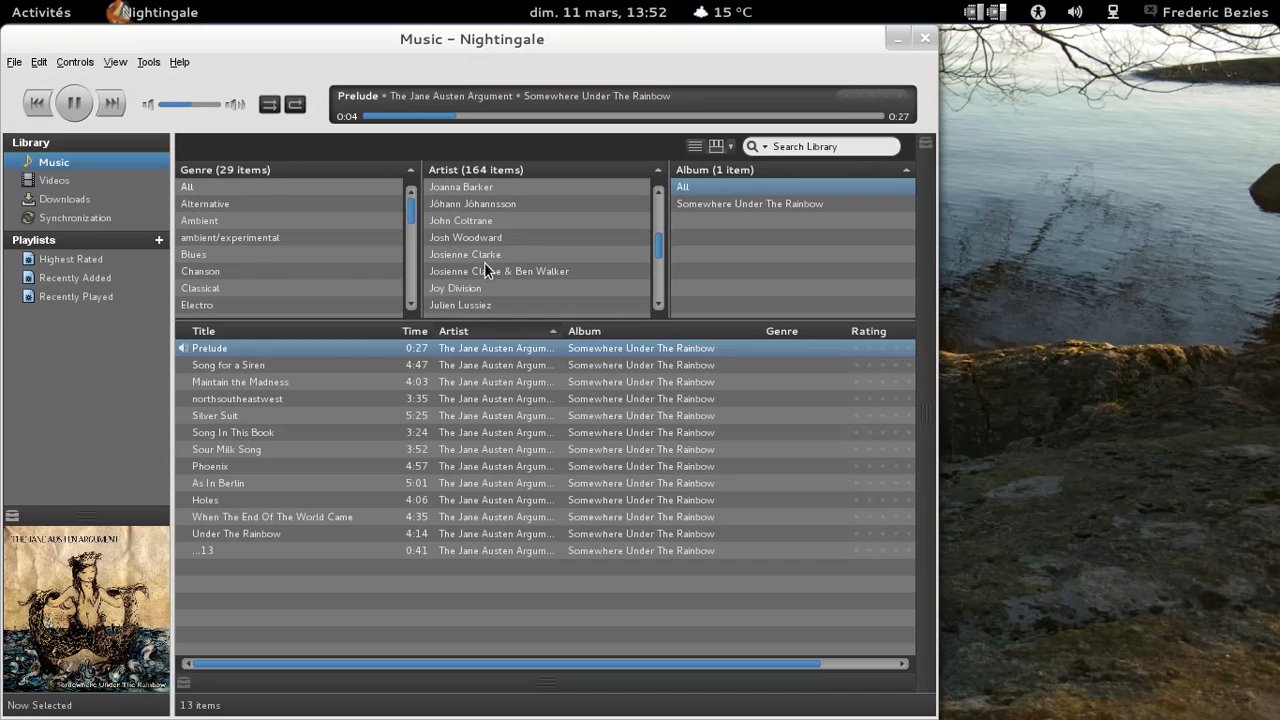 Activités Nightingale dim. 11 mars, 13:52 15 °C Frederic Bezies
Music – Nightingale
File Edit Controls View Tools Help
Prelude • The Jane Austen Argument • Somewhere Under The Rainbow
0:04 0:27
Library
Music
Videos
Downloads
Synchronization
Playlists +
Highest Rated
Recently Added
Recently Played
Search Library
Genre (29 items)
All
Alternative
Ambient
ambient/experimental
Blues
Chanson
Classical
Electro
Artist (164 items)
Joanna Barker
Jóhann Jóhannsson
John Coltrane
Josh Woodward
Josienne Clarke
Josienne & Ben Walker
Joy Division
Julien Lussiez
Album (1 item)
All
Somewhere Under The Rainbow
Title Time Artist Album Genre Rating
Prelude 0:27 The Jane Austen Argum... Somewhere Under The Rainbow
Song for a Siren 4:47 The Jane Austen Argum... Somewhere Under The Rainbow
Maintain the Madness 4:03 The Jane Austen Argum... Somewhere Under The Rainbow
northsoutheastwest 3:35 The Jane Austen Argum... Somewhere Under The Rainbow
Silver Suit 5:25 The Jane Austen Argum... Somewhere Under The Rainbow
Song In This Book 3:24 The Jane Austen Argum... Somewhere Under The Rainbow
Sour Milk Song 3:52 The Jane Austen Argum... Somewhere Under The Rainbow
Phoenix 4:57 The Jane Austen Argum... Somewhere Under The Rainbow
As In Berlin 5:01 The Jane Austen Argum... Somewhere Under The Rainbow
Holes 4:06 The Jane Austen Argum... Somewhere Under The Rainbow
When The End Of The World Came 4:35 The Jane Austen Argum... Somewhere Under The Rainbow
Under The Rainbow 4:14 The Jane Austen Argum... Somewhere Under The Rainbow
...13 0:41 The Jane Austen Argum... Somewhere Under The Rainbow
THE JANE AUSTEN ARGUMENT
Somewhere Under The Rainbow
Now Selected
13 items